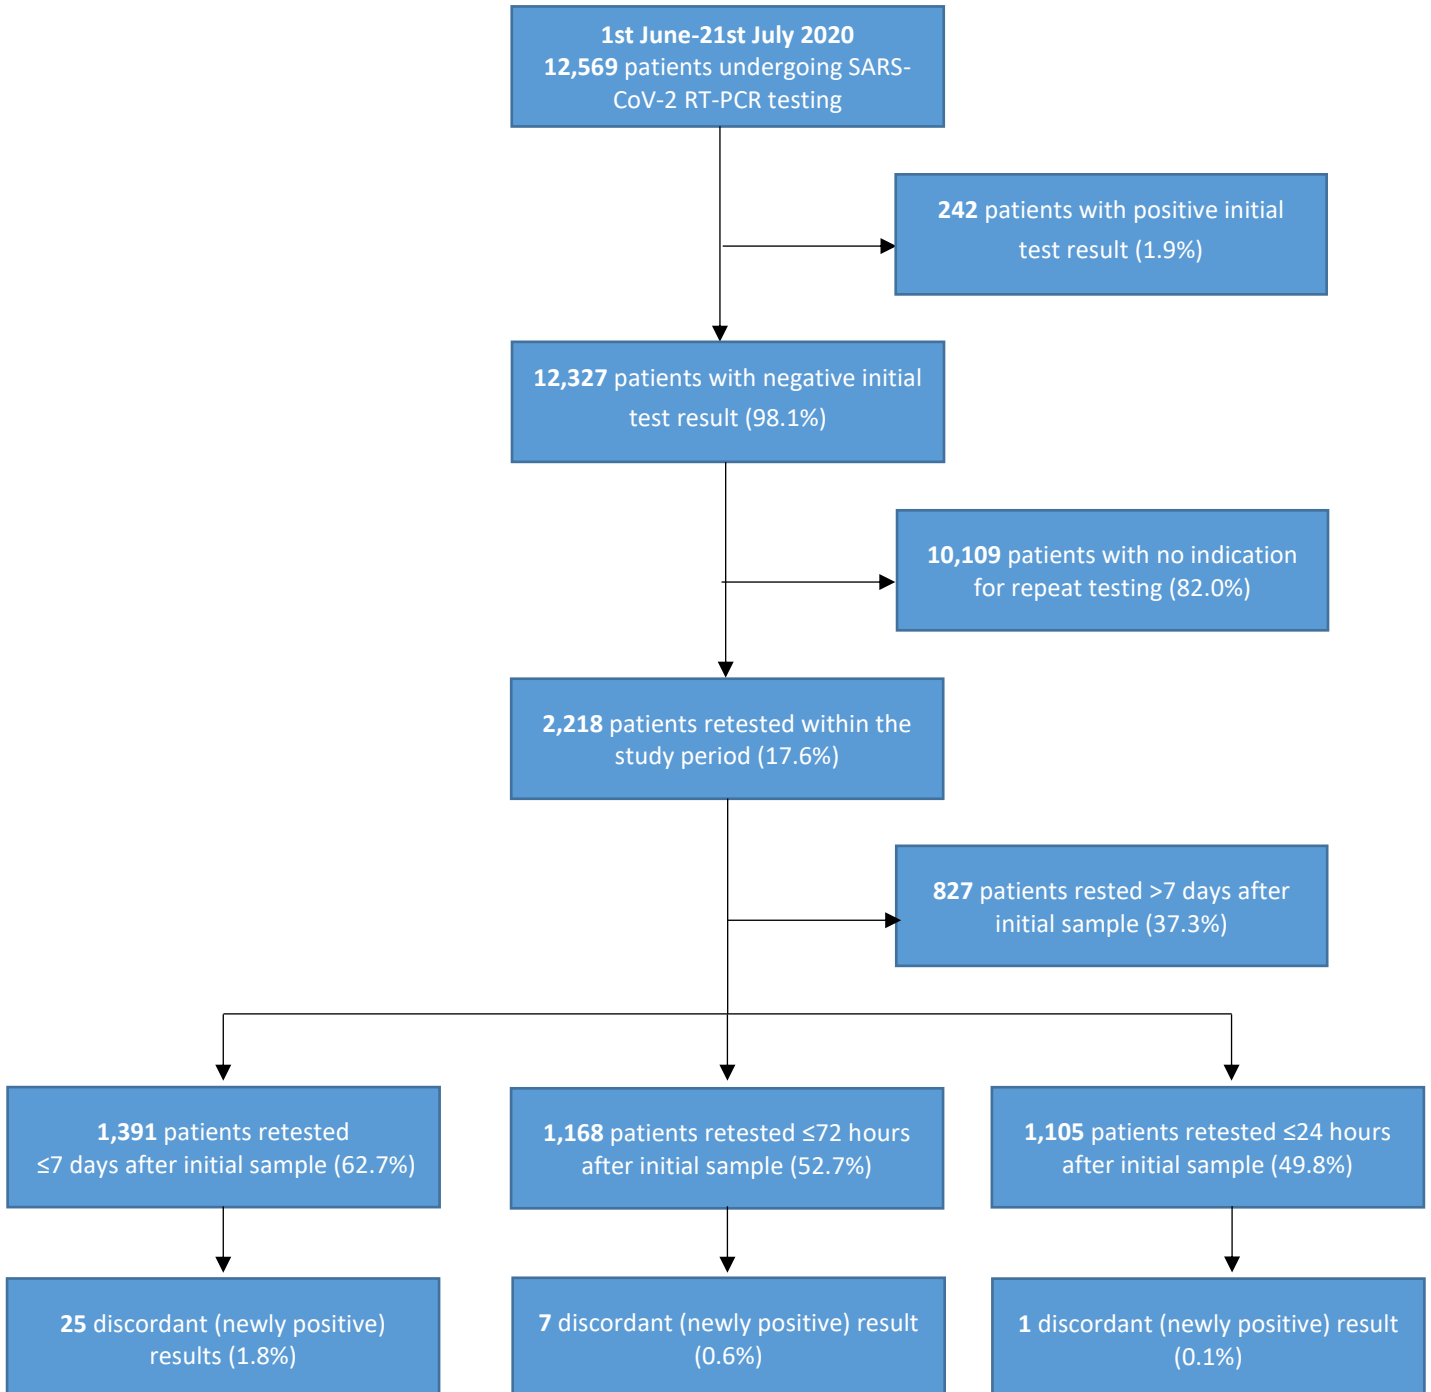 1st June-21st July 2020
12,569 patients undergoing SARS-
CoV-2 RT-PCR testing
242 patients with positive initial
test result (1.9%)
12,327 patients with negative initial
test result (98.1%)
10,109 patients with no indication
for repeat testing (82.0%)
2,218 patients retested within the
study period (17.6%)
827 patients rested >7 days after
initial sample (37.3%)
1,391 patients retested
≤7 days after initial sample (62.7%)
1,168 patients retested ≤72 hours
after initial sample (52.7%)
1,105 patients retested ≤24 hours
after initial sample (49.8%)
25 discordant (newly positive)
results (1.8%)
7 discordant (newly positive) result
(0.6%)
1 discordant (newly positive) result
(0.1%)